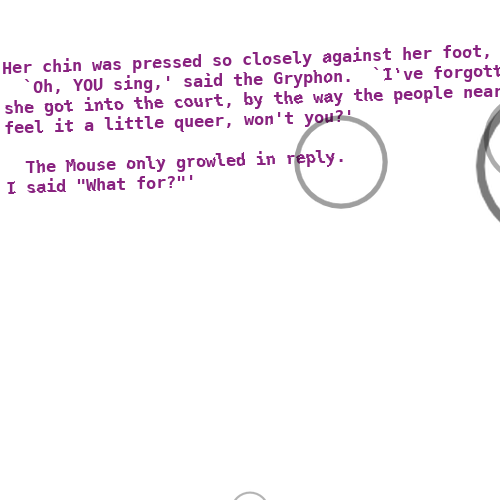 Her chin was pressed so closely against her foot,
`Oh, YOU sing,' said the Gryphon.  `I've forgott
she got into the court, by the way the people near
feel it a little queer, won't you?'
The Mouse only growled in reply.
I said "What for?"'